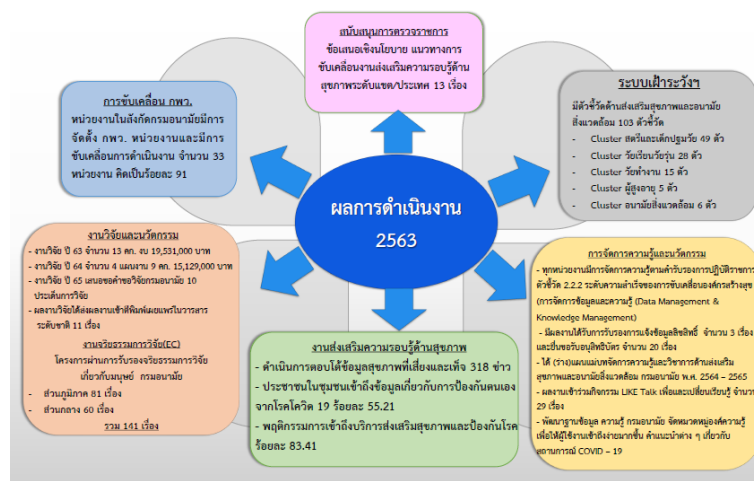 สนับสนุนการตรวจราชการ
ข้อเสนอเชิงนโยบาย แนวทางการ
ขับเคลื่อนงานส่งเสริมความรอบรู้ด้าน
สุขภาพระดับเขต/ประเทศ 13 เรื่อง
การขับเคลื่อน กพว.
หน่วยงานในสังกัดกรมอนามัยมีการ
จัดตั้ง กพว. หน่วยงานและมีการ
ขับเคลื่อนการดำเนินงาน จำนวน 33
หน่วยงาน คิดเป็นร้อยละ 91
ระบบเฝ้าระวังฯ
มีตัวชี้วัดด้านส่งเสริมสุขภาพและอนามัย
สิ่งแวดล้อม 103 ตัวชี้วัด
- Cluster สตรีและเด็กปฐมวัย 49 ตัว
- Cluster วัยเรียนวัยรุ่น 28 ตัว
- Cluster วัยทำงาน 15 ตัว
- Cluster ผู้สูงอายุ 5 ตัว
- Cluster อนามัยสิ่งแวดล้อม 6 ตัว
ผลการดำเนินงาน
2563
งานวิจัยและนวัตกรรม
- งานวิจัย ปี 63 จำนวน 13 คก. งบ 19,531,000 บาท
- งานวิจัย ปี 64 จำนวน 4 แผนงาน 9 คก. 15,129,000 บาท
- งานวิจัย ปี 65 เสนอขอคำขอวิจัยกรมอนามัย 10
ประเด็นการวิจัย
- ผลงานวิจัยได้ส่งผลงานเข้าตีพิมพ์เผยแพร่ในวารสาร
ระดับชาติ 11 เรื่อง
งานจริยธรรมการวิจัย(EC)
โครงการผ่านการรับรองจริยธรรมการวิจัย
เกี่ยวกับมนุษย์ กรมอนามัย
- ส่วนภูมิภาค 81 เรื่อง
- ส่วนกลาง 60 เรื่อง
รวม 141 เรื่อง
งานส่งเสริมความรอบรู้ด้านสุขภาพ
- ดำเนินการตอบโต้ข้อมูลสุขภาพที่เสี่ยงและเท็จ 318 ข่าว
- ประชาชนในชุมชนเข้าถึงข้อมูลเกี่ยวกับการป้องกันตนเอง
จากโรคโควิด 19 ร้อยละ 55.21
- พฤติกรรมการเข้าถึงบริการส่งเสริมสุขภาพและป้องกันโรค
ร้อยละ 83.41
การจัดการความรู้และนวัตกรรม
- ทุกหน่วยงานมีการจัดการความรู้ตามคำรับรองการปฏิบัติราชการ
ตัวชี้วัด 2.2.2 ระดับความสำเร็จของการขับเคลื่อนองค์กรสร้างสุข
(การจัดการข้อมูลและความรู้ (Data Management &
Knowledge Management)
- มีผลงานได้รับการรับรองการแจ้งข้อมูลลิขสิทธิ์ จำนวน 3 เรื่อง
และยื่นขอรับอนุสิทธิบัตร จำนวน 20 เรื่อง
- ได้ (ร่าง)แผนแม่บทจัดการความรู้และวิชาการด้านส่งเสริม
สุขภาพและอนามัยสิ่งแวดล้อม กรมอนามัย พ.ศ. 2564 – 2565
- ผลงานเข้าร่วมกิจกรรม LIKE Talk เพื่อแลกเปลี่ยนเรียนรู้ จำนวน
29 เรื่อง
- พัฒนาฐานข้อมูล ความรู้ กรมอนามัย จัดหมวดหมู่องค์ความรู้
เพื่อให้ผู้ใช้งานเข้าถึงง่ายมากขึ้น คำแนะนำต่าง ๆ เกี่ยวกับ
สถานการณ์ COVID – 19